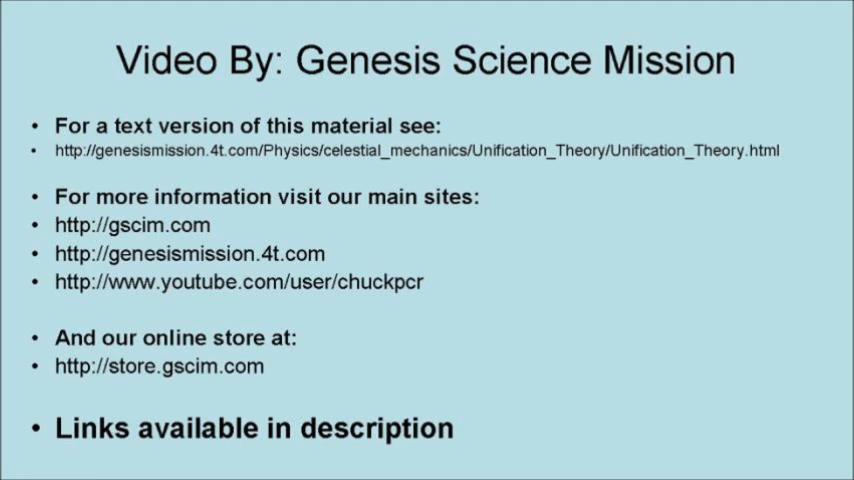 Video By: Genesis Science Mission
• For a text version of this material see:
• http://genesismission.4t.com/Physics/celestial_mechanics/Unification_Theory/Unification_Theory.html
• For more information visit our main sites:
• http://gscim.com
• http://genesismission.4t.com
• http://www.youtube.com/user/chuckpcr
• And our online store at:
• http://store.gscim.com
• Links available in description